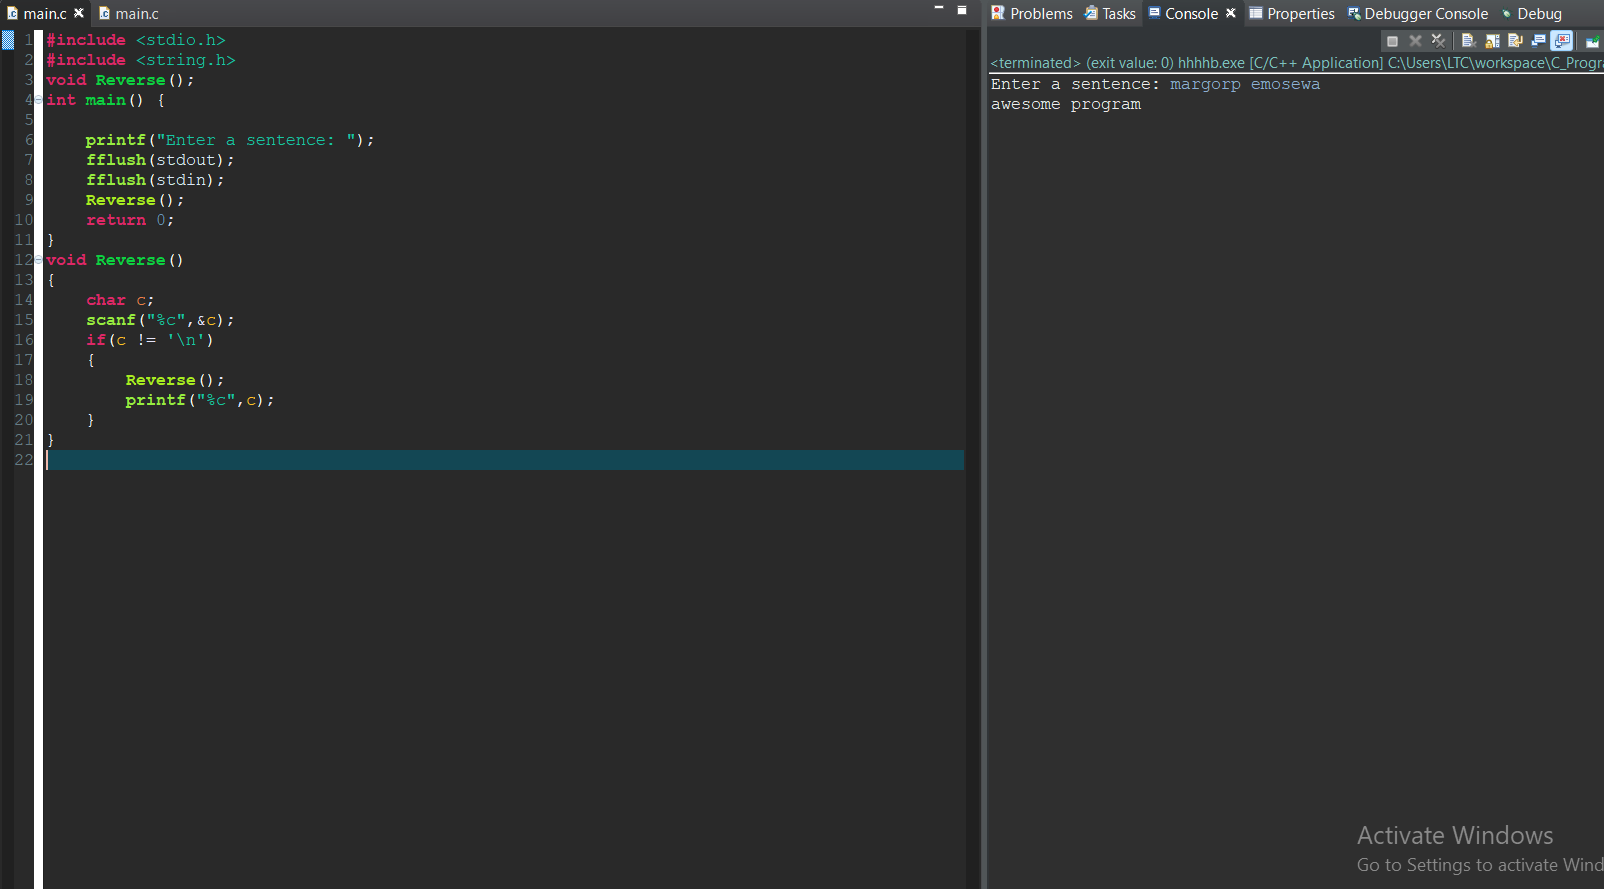 main.c main.c
1 #include <stdio.h>
2 #include <string.h>
3 void Reverse();
4 int main() {
5
6     printf("Enter a sentence: ");
7     fflush(stdout);
8     fflush(stdin);
9     Reverse();
10     return 0;
11 }
12 void Reverse()
13 {
14     char c;
15     scanf("%c",&c);
16     if(c != '\n')
17     {
18         Reverse();
19         printf("%c",c);
20     }
21 }
22
Problems Tasks Console Properties Debugger Console Debug
<terminated> (exit value: 0) hhhhb.exe [C/C++ Application] C:\Users\LTC\workspace\C_Progra
Enter a sentence: margorp emosewa
awesome program
Activate Windows
Go to Settings to activate Wind